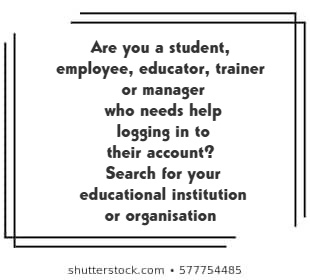 Are you a student,
employee, educator, trainer
or manager
who needs help
logging in to
their account?
Search for your
educational institution
or organisation
shutterstock.com • 577754485